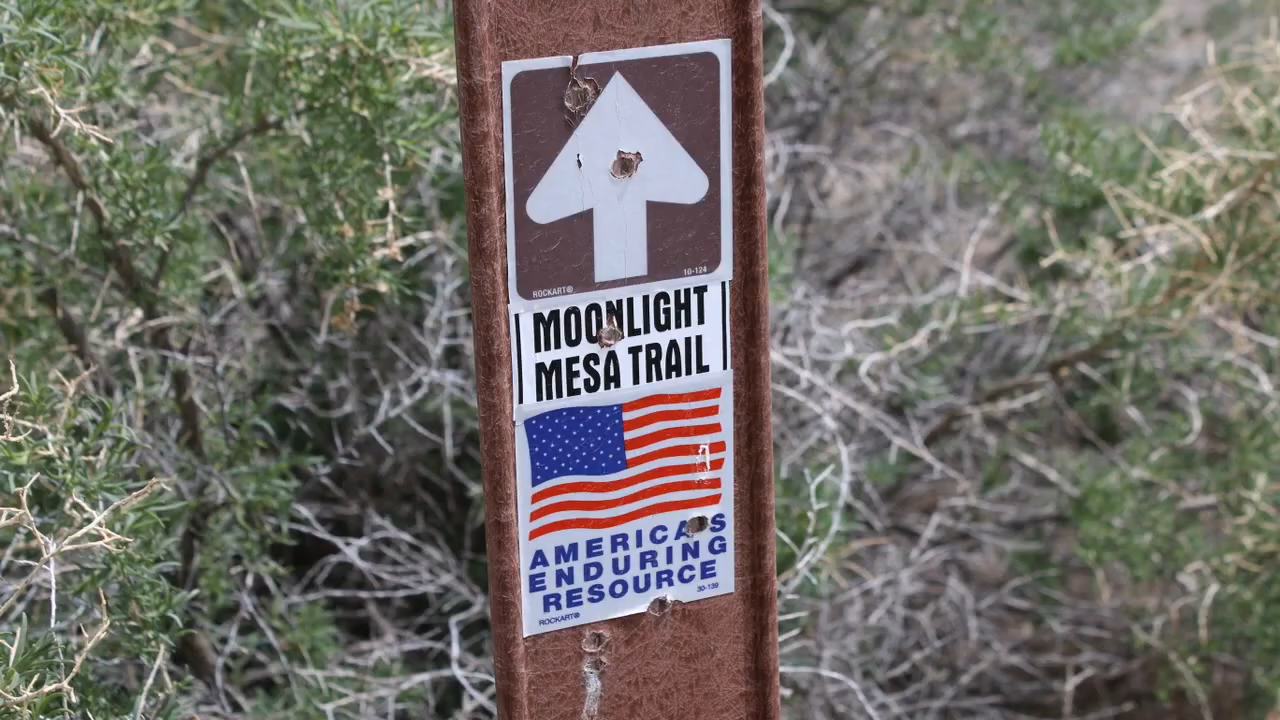 ROCKART® 10-124
MOONLIGHT
MESA TRAIL
AMERICA'S
ENDURING
RESOURCE
ROCKART® 30-139